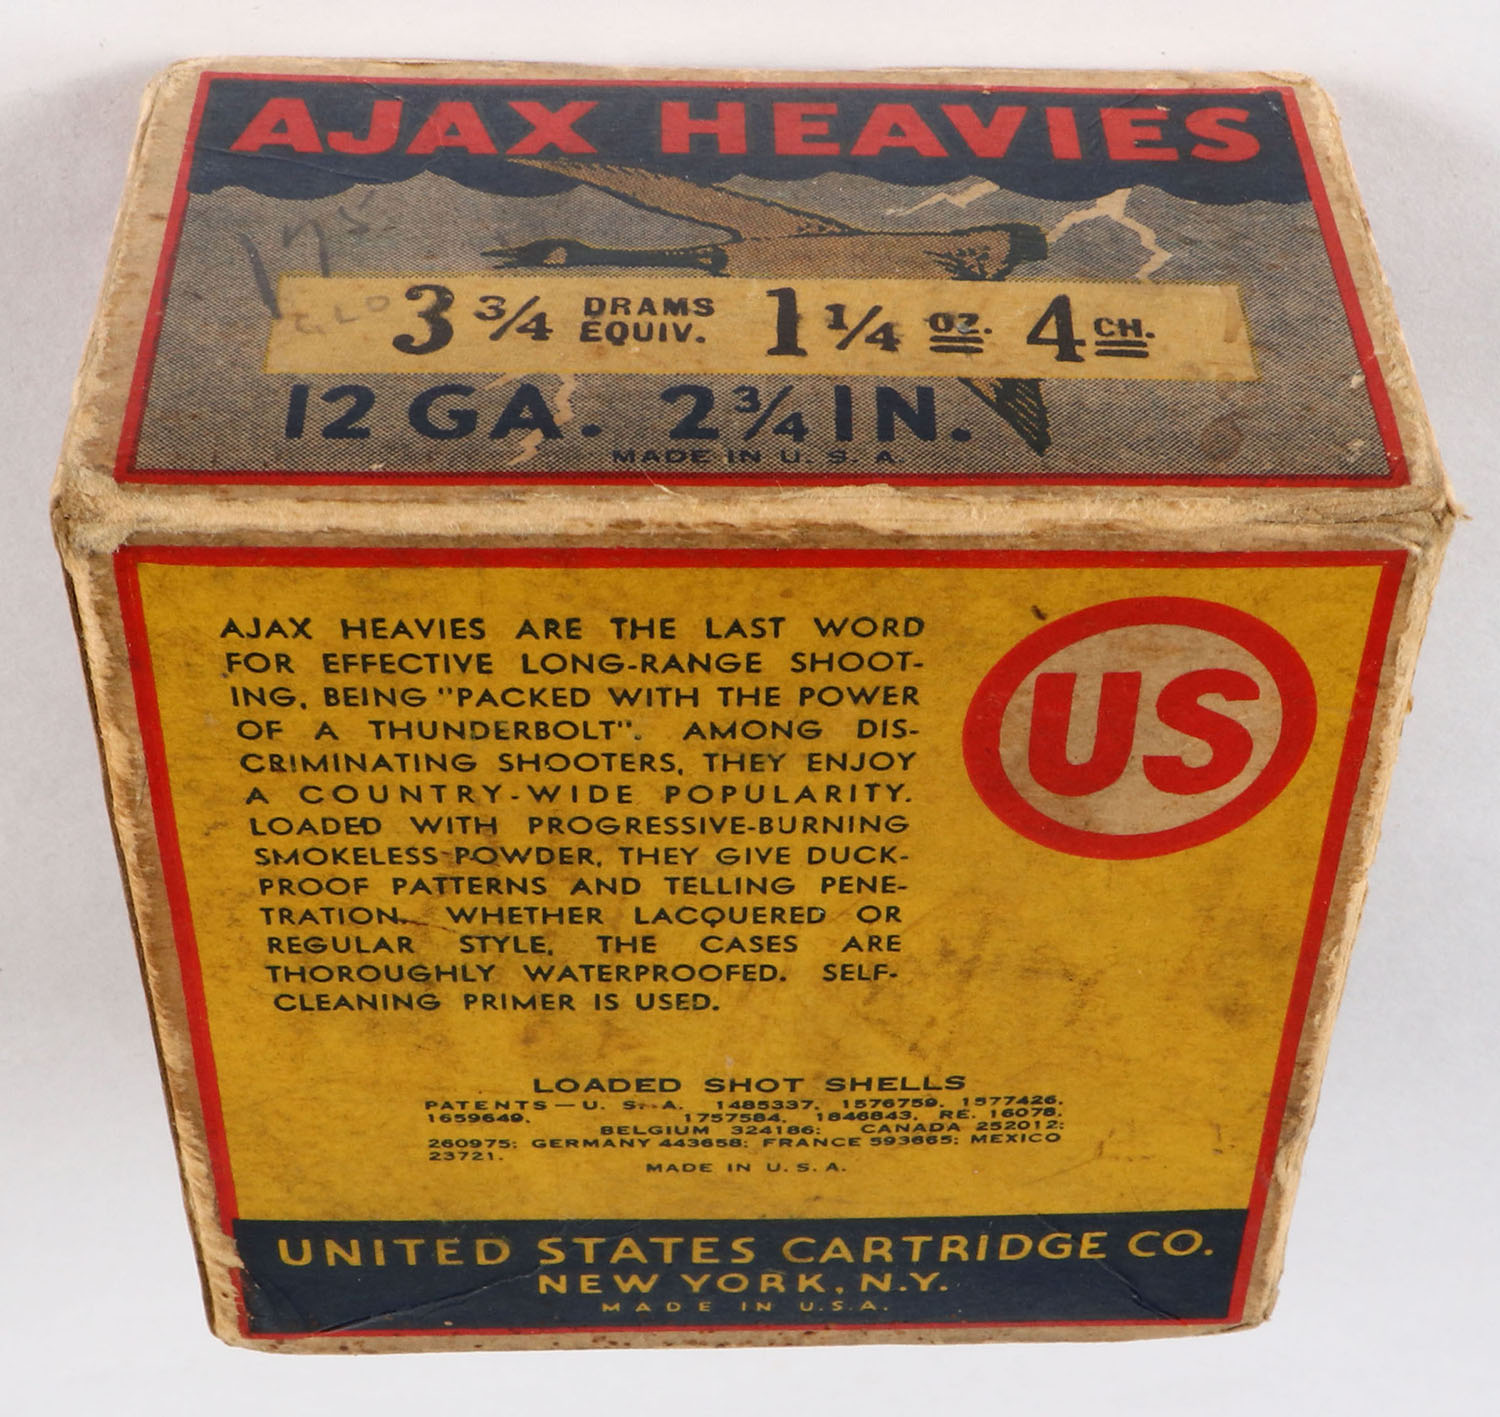 AJAX HEAVIES
175
3 3/4 DRAMS EQUIV. 1 1/4 OZ. 4 CH.
12 GA. 2 3/4 IN.
MADE IN U. S. A.
AJAX HEAVIES ARE THE LAST WORD
FOR EFFECTIVE LONG-RANGE SHOOT-
ING, BEING "PACKED WITH THE POWER
OF A THUNDERBOLT". AMONG DIS-
CRIMINATING SHOOTERS, THEY ENJOY
A COUNTRY-WIDE POPULARITY.
LOADED WITH PROGRESSIVE-BURNING
SMOKELESS POWDER, THEY GIVE DUCK-
PROOF PATTERNS AND TELLING PENE-
TRATION. WHETHER LACQUERED OR
REGULAR STYLE, THE CASES ARE
THOROUGHLY WATERPROOFED. SELF-
CLEANING PRIMER IS USED.
US
LOADED SHOT SHELLS
PATENTS — U. S. A. 1485337, 1576759, 1577426,
1659649, 1757584, 1846843, RE. 16078,
BELGIUM 324186; CANADA 252012;
260975; GERMANY 443658; FRANCE 593665; MEXICO
23721.
MADE IN U. S. A.
UNITED STATES CARTRIDGE CO.
NEW YORK, N.Y.
MADE IN U.S.A.